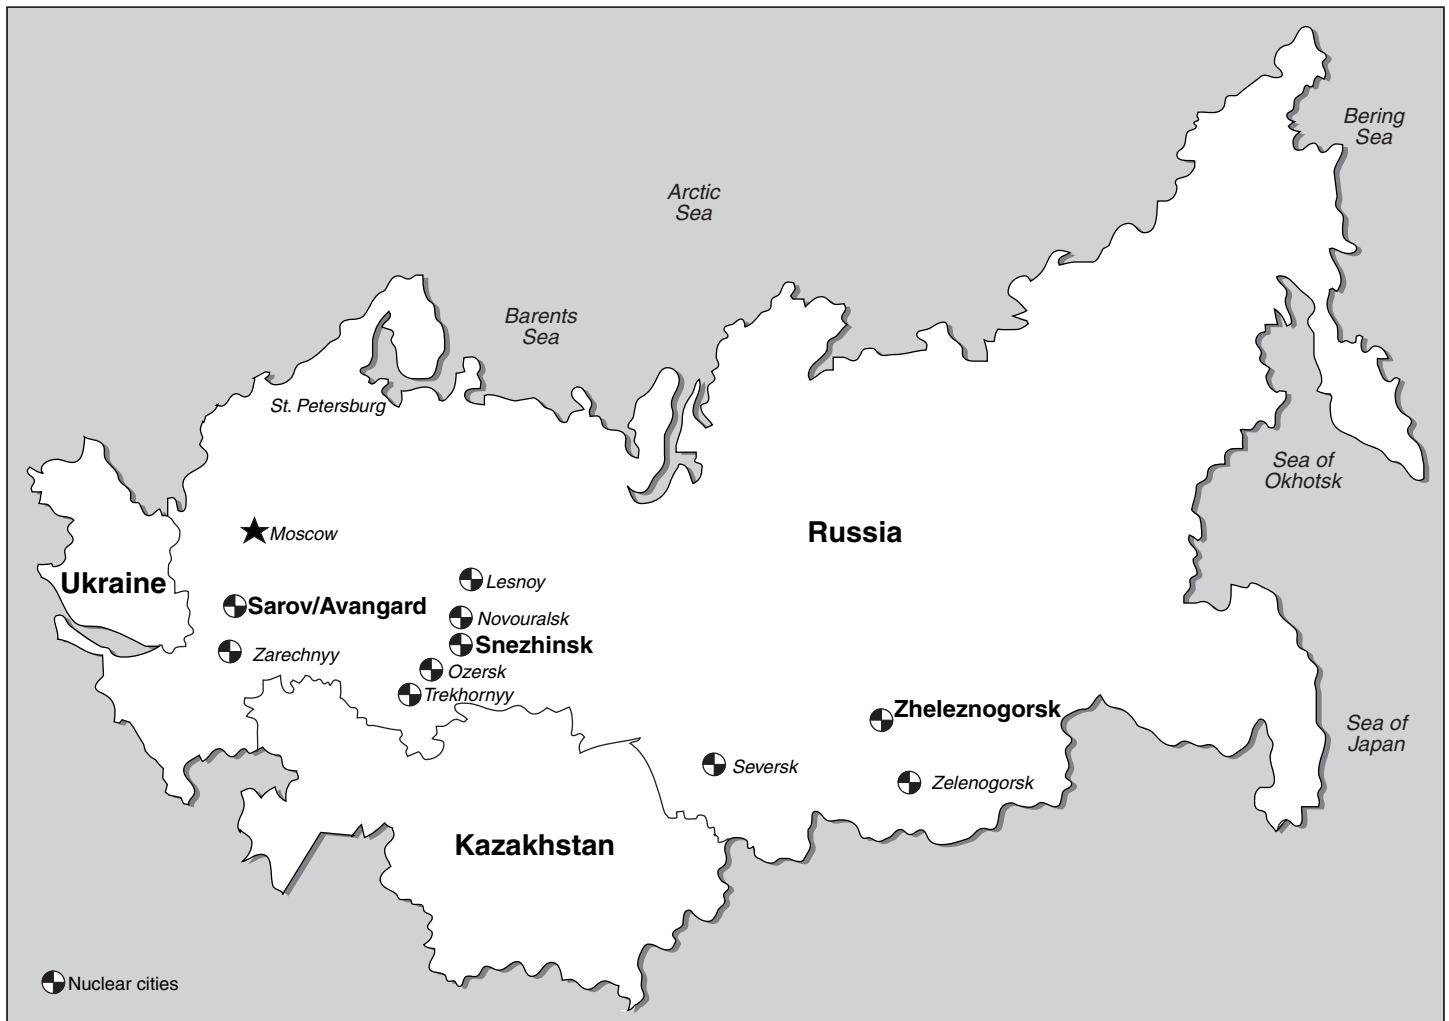 Bering
Sea
Arctic
Sea
Barents
Sea
St. Petersburg
Sea of
Okhotsk
Moscow
Russia
Ukraine
Lesnoy
Sarov/Avangard
Novouralsk
Snezhinsk
Zarechnyy
Ozersk
Trekhornyy
Zheleznogorsk
Sea of
Japan
Seversk
Zelenogorsk
Kazakhstan
Nuclear cities